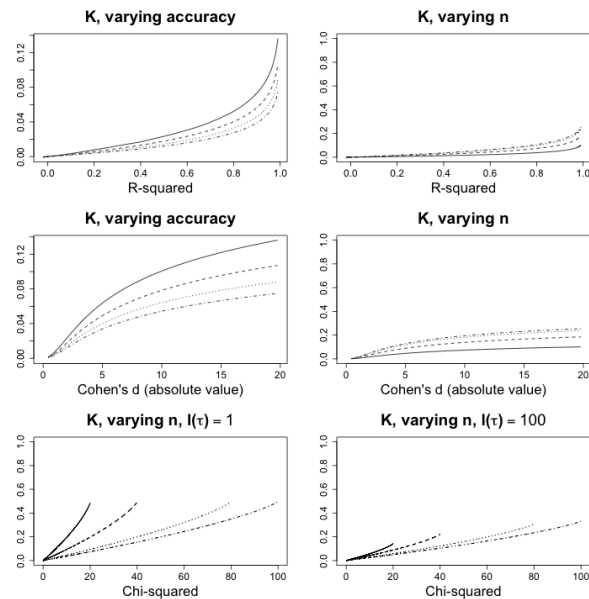 K, varying accuracy
0.00 0.04 0.08 0.12
0.0 0.2 0.4 0.6 0.8 1.0
R-squared
K, varying n
0.0 0.2 0.4 0.6 0.8 1.0
0.0 0.2 0.4 0.6 0.8 1.0
R-squared
K, varying accuracy
0.00 0.04 0.08 0.12
0 5 10 15 20
Cohen's d (absolute value)
K, varying n
0.0 0.2 0.4 0.6 0.8 1.0
0 5 10 15 20
Cohen's d (absolute value)
K, varying n, I(τ) = 1
0.0 0.2 0.4 0.6 0.8 1.0
0 20 40 60 80 100
Chi-squared
K, varying n, I(τ) = 100
0.0 0.2 0.4 0.6 0.8 1.0
0 20 40 60 80 100
Chi-squared